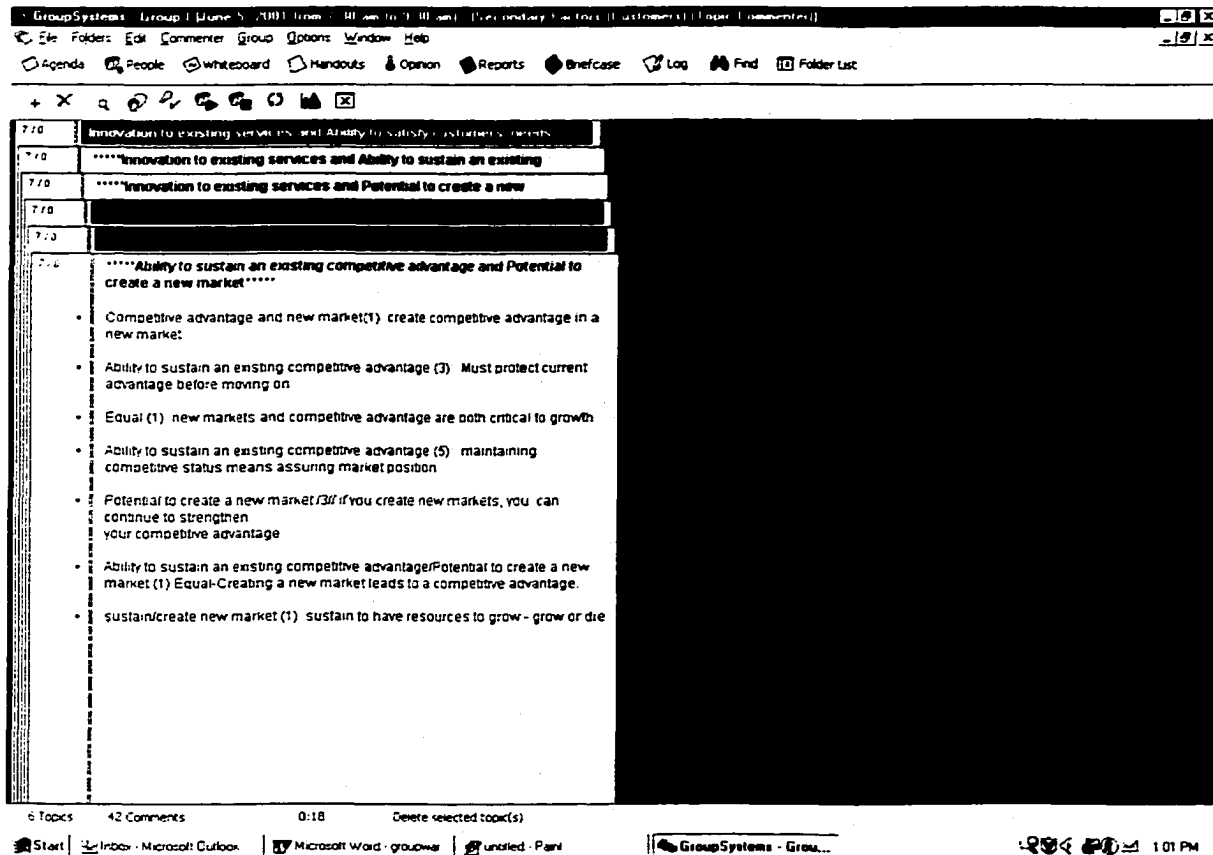 GroupSystems - Group 1 (June 5, 2001 from 7:30 am to 9:30 am) - [Secondary Factors (Customers) (Topic Commenter)]
File Folders Edit Commenter Group Options Window Help
Agenda People Whiteboard Handouts Opinion Reports Briefcase Log Find Folder List
7 / 0 Innovation to existing services and Ability to satisfy customers' needs
7 / 0 *****Innovation to existing services and Ability to sustain an existing
7 / 0 *****Innovation to existing services and Potential to create a new
7 / 0
7 / 0
7 / 0 *****Ability to sustain an existing competitive advantage and Potential to
create a new market*****
• Competitive advantage and new market(1) create competitive advantage in a
new market
• Ability to sustain an existing competitive advantage (3) Must protect current
advantage before moving on
• Equal (1) new markets and competitive advantage are both critical to growth
• Ability to sustain an existing competitive advantage (5) maintaining
competitive status means assuring market position
• Potential to create a new market /3// if you create new markets, you can
continue to strengthen
your competitive advantage
• Ability to sustain an existing competitive advantage/Potential to create a new
market (1) Equal-Creating a new market leads to a competitive advantage.
• sustain/create new market (1) sustain to have resources to grow - grow or die
6 Topics 42 Comments 0:18 Delete selected topic(s)
Start Inbox - Microsoft Outlook Microsoft Word - groupwar untitled - Paint GroupSystems - Grou... 1:01 PM